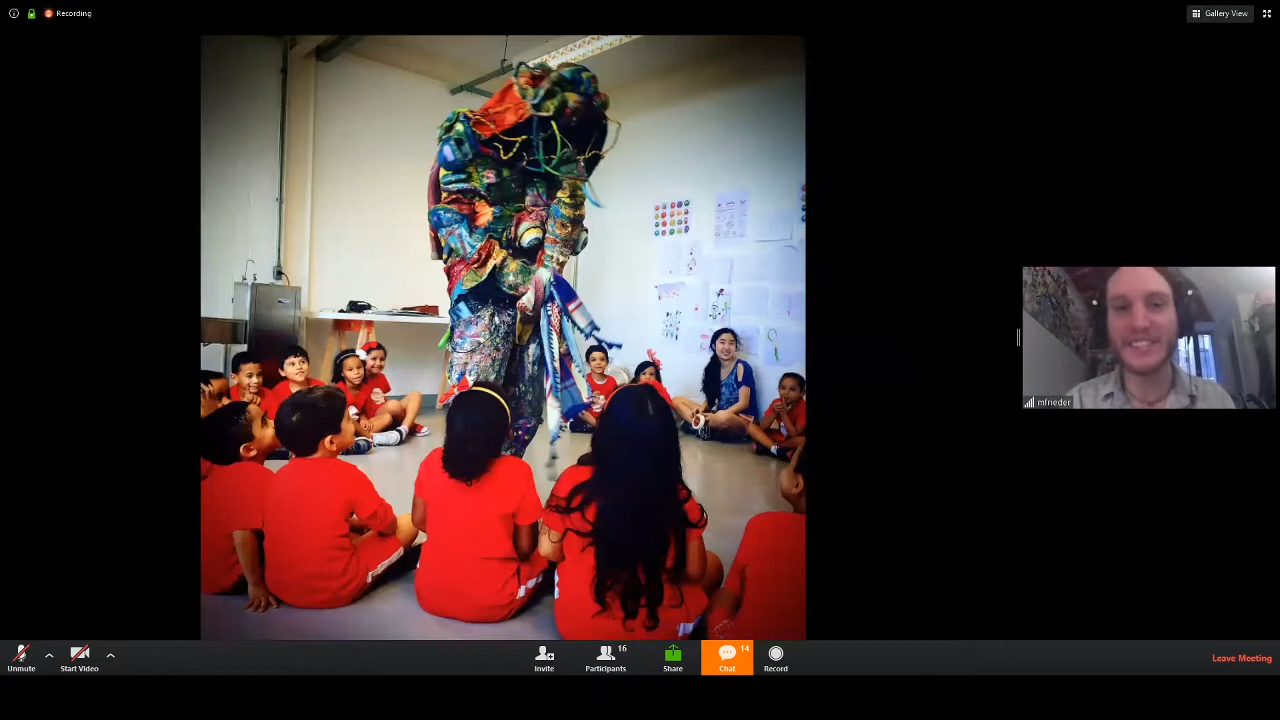 Recording
Gallery View
mfrieder
Unmute
Start Video
Invite
Participants
16
Share
Chat
14
Record
Leave Meeting